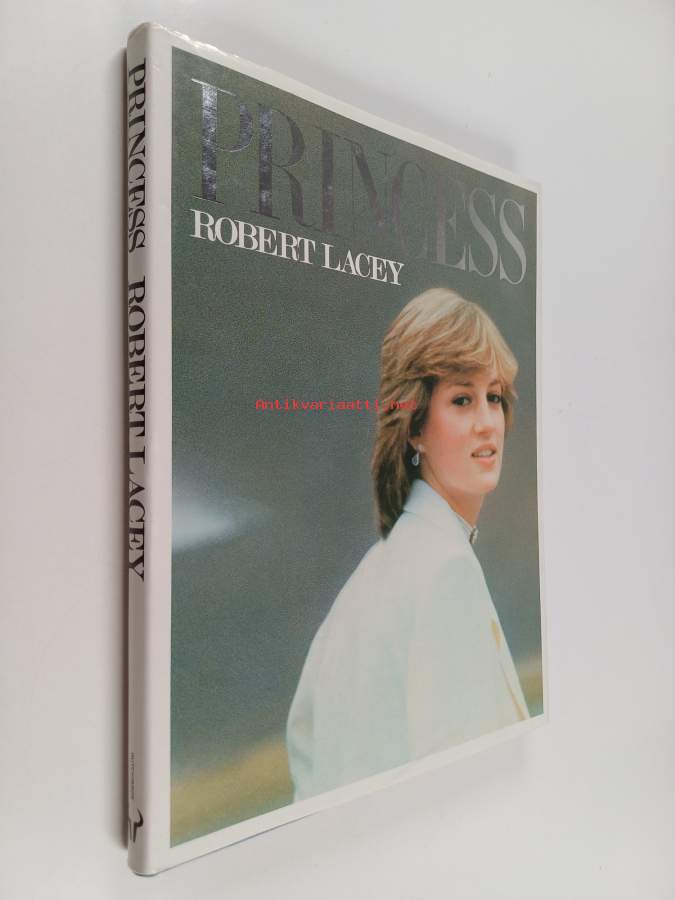 PRINCESS
ROBERT LACEY
Antikvariaatti.net
PRINCESS ROBERT LACEY